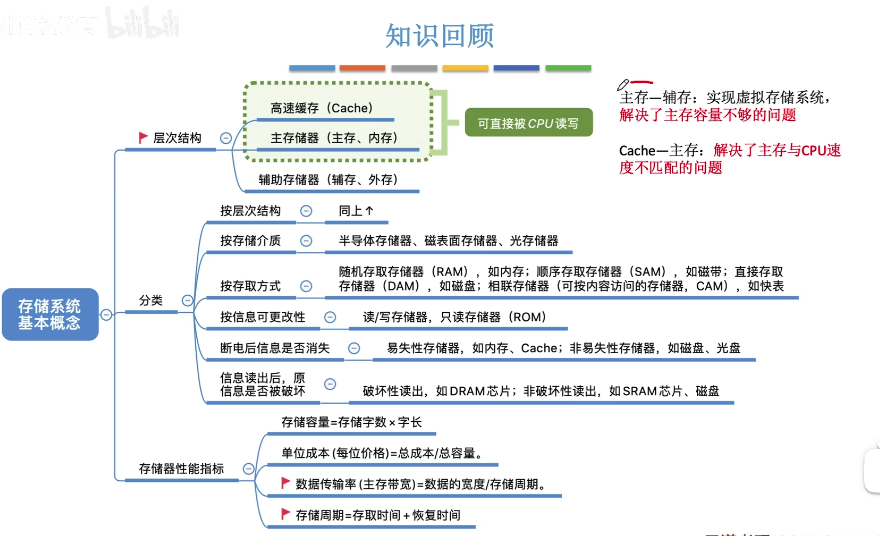 bilibili
知识回顾
存储系统
基本概念
层次结构
高速缓存（Cache）
主存储器（主存、内存）
可直接被CPU读写
辅助存储器（辅存、外存）
主存—辅存：实现虚拟存储系统，
解决了主存容量不够的问题
Cache—主存：解决了主存与CPU速
度不匹配的问题
分类
按层次结构
同上↑
按存储介质
半导体存储器、磁表面存储器、光存储器
按存取方式
随机存取存储器（RAM），如内存；顺序存取存储器（SAM），如磁带；直接存取
存储器（DAM），如磁盘；相联存储器（可按内容访问的存储器，CAM），如快表
按信息可更改性
读/写存储器，只读存储器（ROM）
断电后信息是否消失
易失性存储器，如内存、Cache；非易失性存储器，如磁盘、光盘
信息读出后，原
信息是否被破坏
破坏性读出，如DRAM芯片；非破坏性读出，如SRAM芯片、磁盘
存储器性能指标
存储容量=存储字数×字长
单位成本(每位价格)=总成本/总容量。
数据传输率(主存带宽)=数据的宽度/存储周期。
存储周期=存取时间+恢复时间